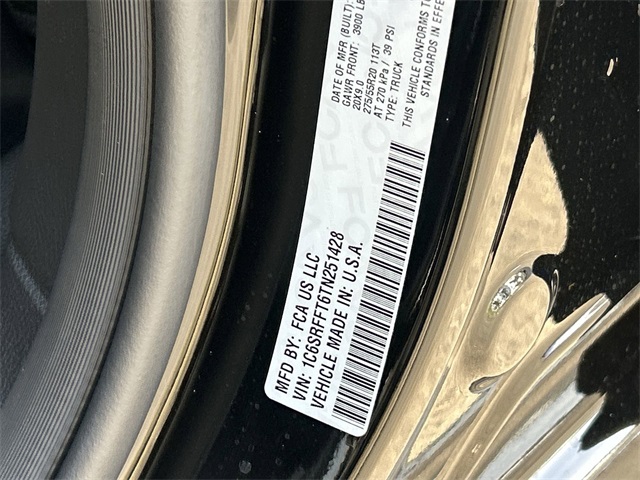 MFD BY: FCA US LLC
VIN: 1C6SRFFT6TN251428
VEHICLE MADE IN: U.S.A.
DATE OF MFR (BUILT):
GAWR FRONT: 3900 LB
20X9.0
275/55R20 113T
AT 270 kPa / 39 PSI
TYPE: TRUCK
THIS VEHICLE CONFORMS TO
STANDARDS IN EFFE